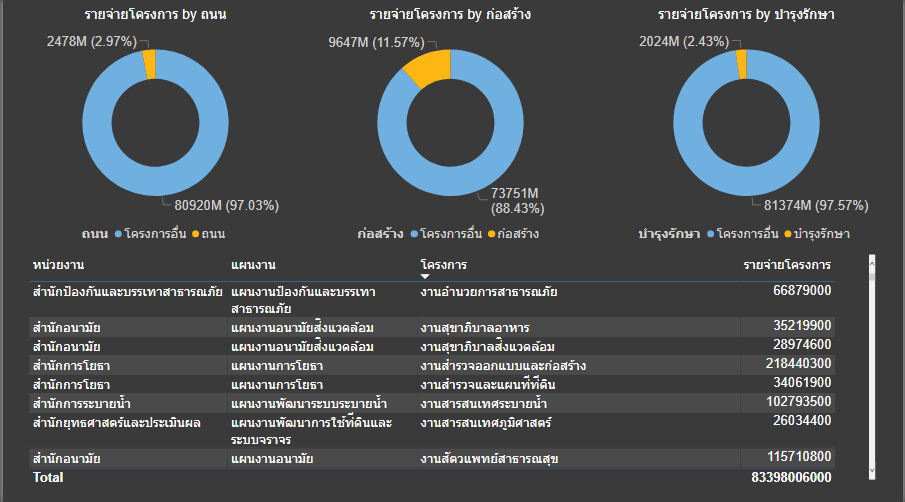 รายจ่ายโครงการ by ถนน
รายจ่ายโครงการ by ก่อสร้าง
รายจ่ายโครงการ by บำรุงรักษา
2478M (2.97%)
9647M (11.57%)
2024M (2.43%)
80920M (97.03%)
73751M
(88.43%)
81374M (97.57%)
ถนน โครงการอื่น ถนน
ก่อสร้าง โครงการอื่น ก่อสร้าง
บำรุงรักษา โครงการอื่น บำรุงรักษา
หน่วยงาน แผนงาน โครงการ รายจ่ายโครงการ
สำนักป้องกันและบรรเทาสาธารณภัย แผนงานป้องกันและบรรเทา งานอำนวยการสาธารณภัย 66879000
สาธารณภัย
สำนักอนามัย แผนงานอนามัยสิ่งแวดล้อม งานสุขาภิบาลอาหาร 35219900
สำนักอนามัย แผนงานอนามัยสิ่งแวดล้อม งานสุขาภิบาลสิ่งแวดล้อม 28974600
สำนักการโยธา แผนงานการโยธา งานสำรวจออกแบบและก่อสร้าง 218440300
สำนักการโยธา แผนงานการโยธา งานสำรวจและแผนที่ที่ดิน 34061900
สำนักการระบายน้ำ แผนงานพัฒนาระบบระบายน้ำ งานสารสนเทศระบายน้ำ 102793500
สำนักยุทธศาสตร์และประเมินผล แผนงานพัฒนาการใช้ที่ดินและ งานสารสนเทศภูมิศาสตร์ 26034400
ระบบจราจร
สำนักอนามัย แผนงานอนามัย งานสัตวแพทย์สาธารณสุข 115710800
Total 83398006000